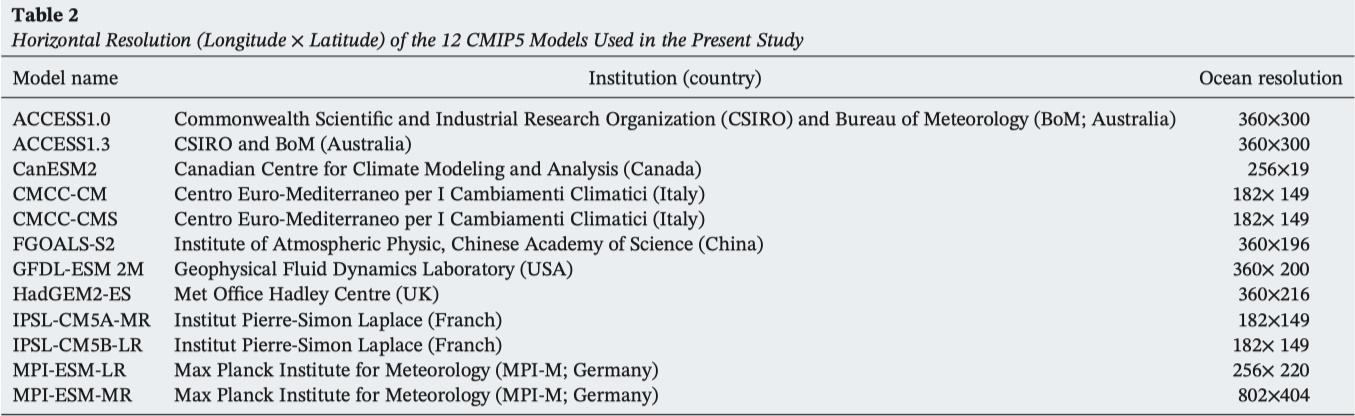 Table 2
Horizontal Resolution (Longitude × Latitude) of the 12 CMIP5 Models Used in the Present Study
Model name Institution (country) Ocean resolution
ACCESS1.0 Commonwealth Scientific and Industrial Research Organization (CSIRO) and Bureau of Meteorology (BoM; Australia) 360×300
ACCESS1.3 CSIRO and BoM (Australia) 360×300
CanESM2 Canadian Centre for Climate Modeling and Analysis (Canada) 256×19
CMCC-CM Centro Euro-Mediterraneo per I Cambiamenti Climatici (Italy) 182× 149
CMCC-CMS Centro Euro-Mediterraneo per I Cambiamenti Climatici (Italy) 182× 149
FGOALS-S2 Institute of Atmospheric Physic, Chinese Academy of Science (China) 360×196
GFDL-ESM 2M Geophysical Fluid Dynamics Laboratory (USA) 360× 200
HadGEM2-ES Met Office Hadley Centre (UK) 360×216
IPSL-CM5A-MR Institut Pierre-Simon Laplace (Franch) 182×149
IPSL-CM5B-LR Institut Pierre-Simon Laplace (Franch) 182× 149
MPI-ESM-LR Max Planck Institute for Meteorology (MPI-M; Germany) 256× 220
MPI-ESM-MR Max Planck Institute for Meteorology (MPI-M; Germany) 802×404